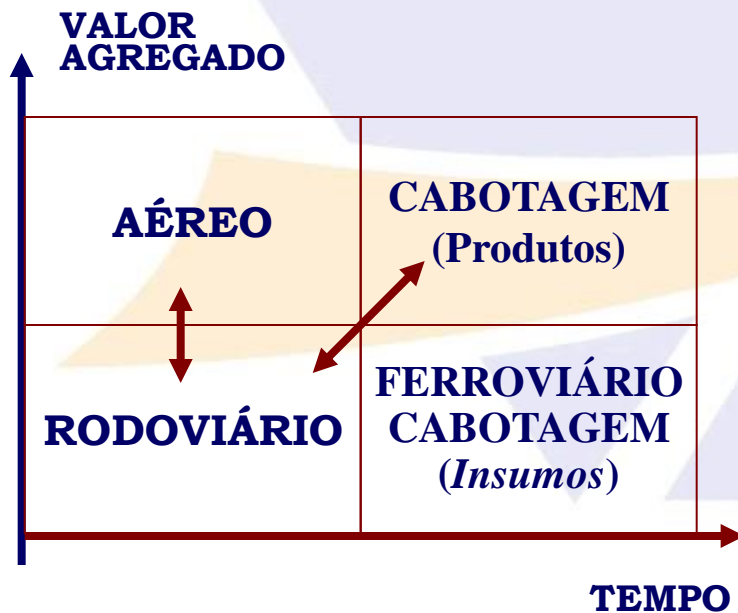 VALOR
AGREGADO
AÉREO
CABOTAGEM
(Produtos)
RODOVIÁRIO
FERROVIÁRIO
CABOTAGEM
(Insumos)
TEMPO